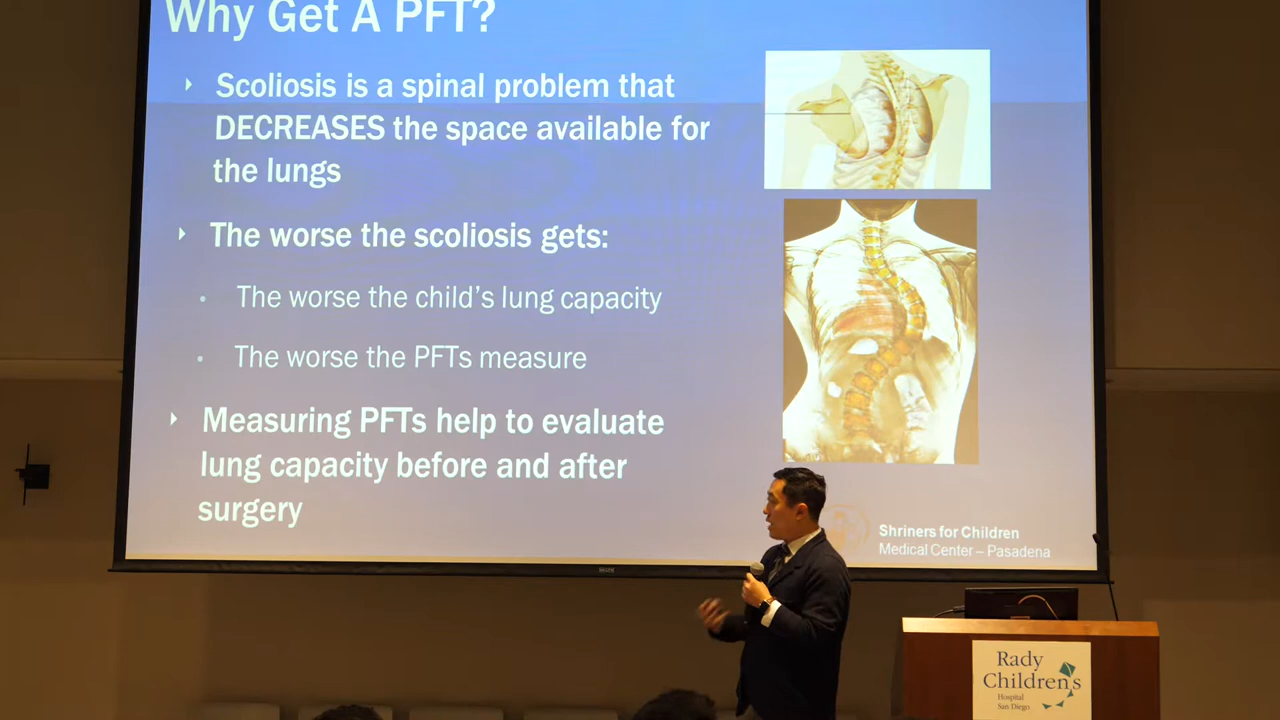 Why Get A PFT?
Scoliosis is a spinal problem that
DECREASES the space available for
the lungs
The worse the scoliosis gets:
The worse the child's lung capacity
The worse the PFTs measure
Measuring PFTs help to evaluate
lung capacity before and after
surgery
Shriners for Children
Medical Center – Pasadena
Rady
Children's
Hospital
San Diego